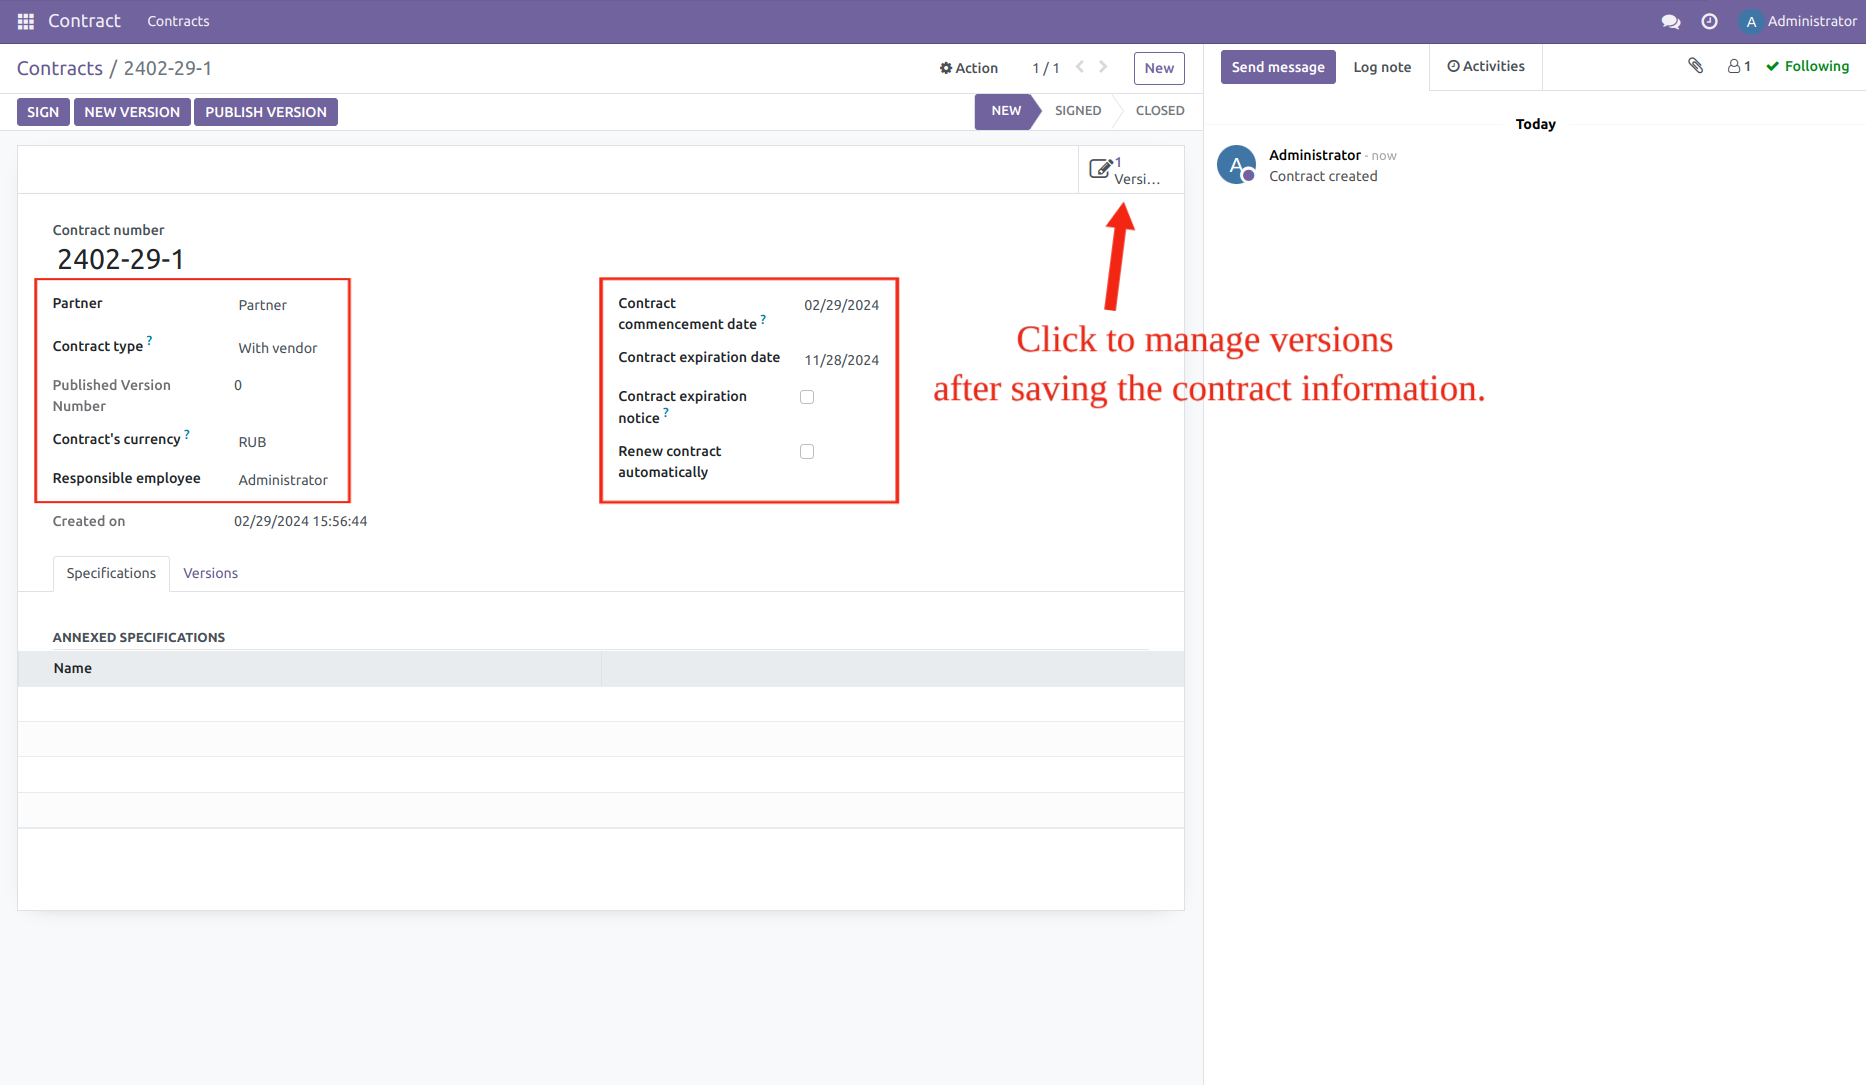 Contract Contracts A Administrator
Contracts / 2402-29-1 Action 1 / 1 New
SIGN NEW VERSION PUBLISH VERSION NEW SIGNED CLOSED
1
Versi...
Contract number
2402-29-1
Partner Partner
Contract type ? With vendor
Published Version
Number 0
Contract's currency ? RUB
Responsible employee Administrator
Created on 02/29/2024 15:56:44
Contract
commencement date ? 02/29/2024
Contract expiration date 11/28/2024
Contract expiration
notice ?
Renew contract
automatically
Click to manage versions
after saving the contract information.
Specifications Versions
ANNEXED SPECIFICATIONS
Name
Send message Log note Activities 1 Following
Today
A
Administrator - now
Contract created